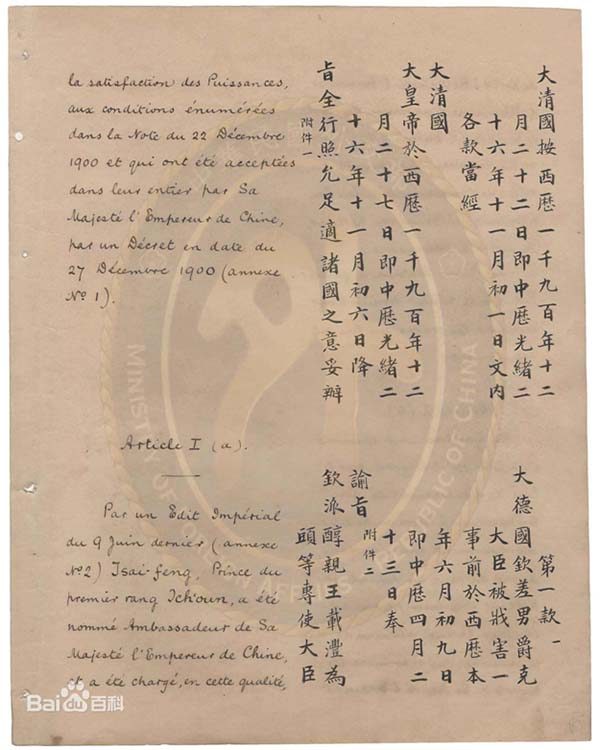 la satisfaction des Puissances,
aux conditions énumérées
dans la Note du 22 Décembre
1900 et qui ont été acceptées
dans leur entier par Sa
Majesté l'Empereur de Chine,
par un Décret en date du
27 Décembre 1900 (annexe
Nº 1).
大清國按西歷一千九百年十二
月二十二日即中歷光緒二
十六年十一月初一日文内
各款當經
大清國
大皇帝於西歷一千九百年十二
月二十七日即中歷光緒二
十六年十一月初六日降
旨全行照允足適諸國之意妥辦
附件一
Article I (a).
Par un Edit Impérial
du 9 Juin dernier (annexe
Nº2) Tsai-feng, Prince du
premier rang Tch'oun, a été
nommé Ambassadeur de Sa
Majesté l'Empereur de Chine,
et a été chargé, en cette qualité,
第一款一
大德國欽差男爵克
大臣被戕害一
事前於西歷本
年六月初九日
即中歷四月二
十三日奉
諭旨附件二
欽派醇親王載灃為
頭等專使大臣
Baidu百科